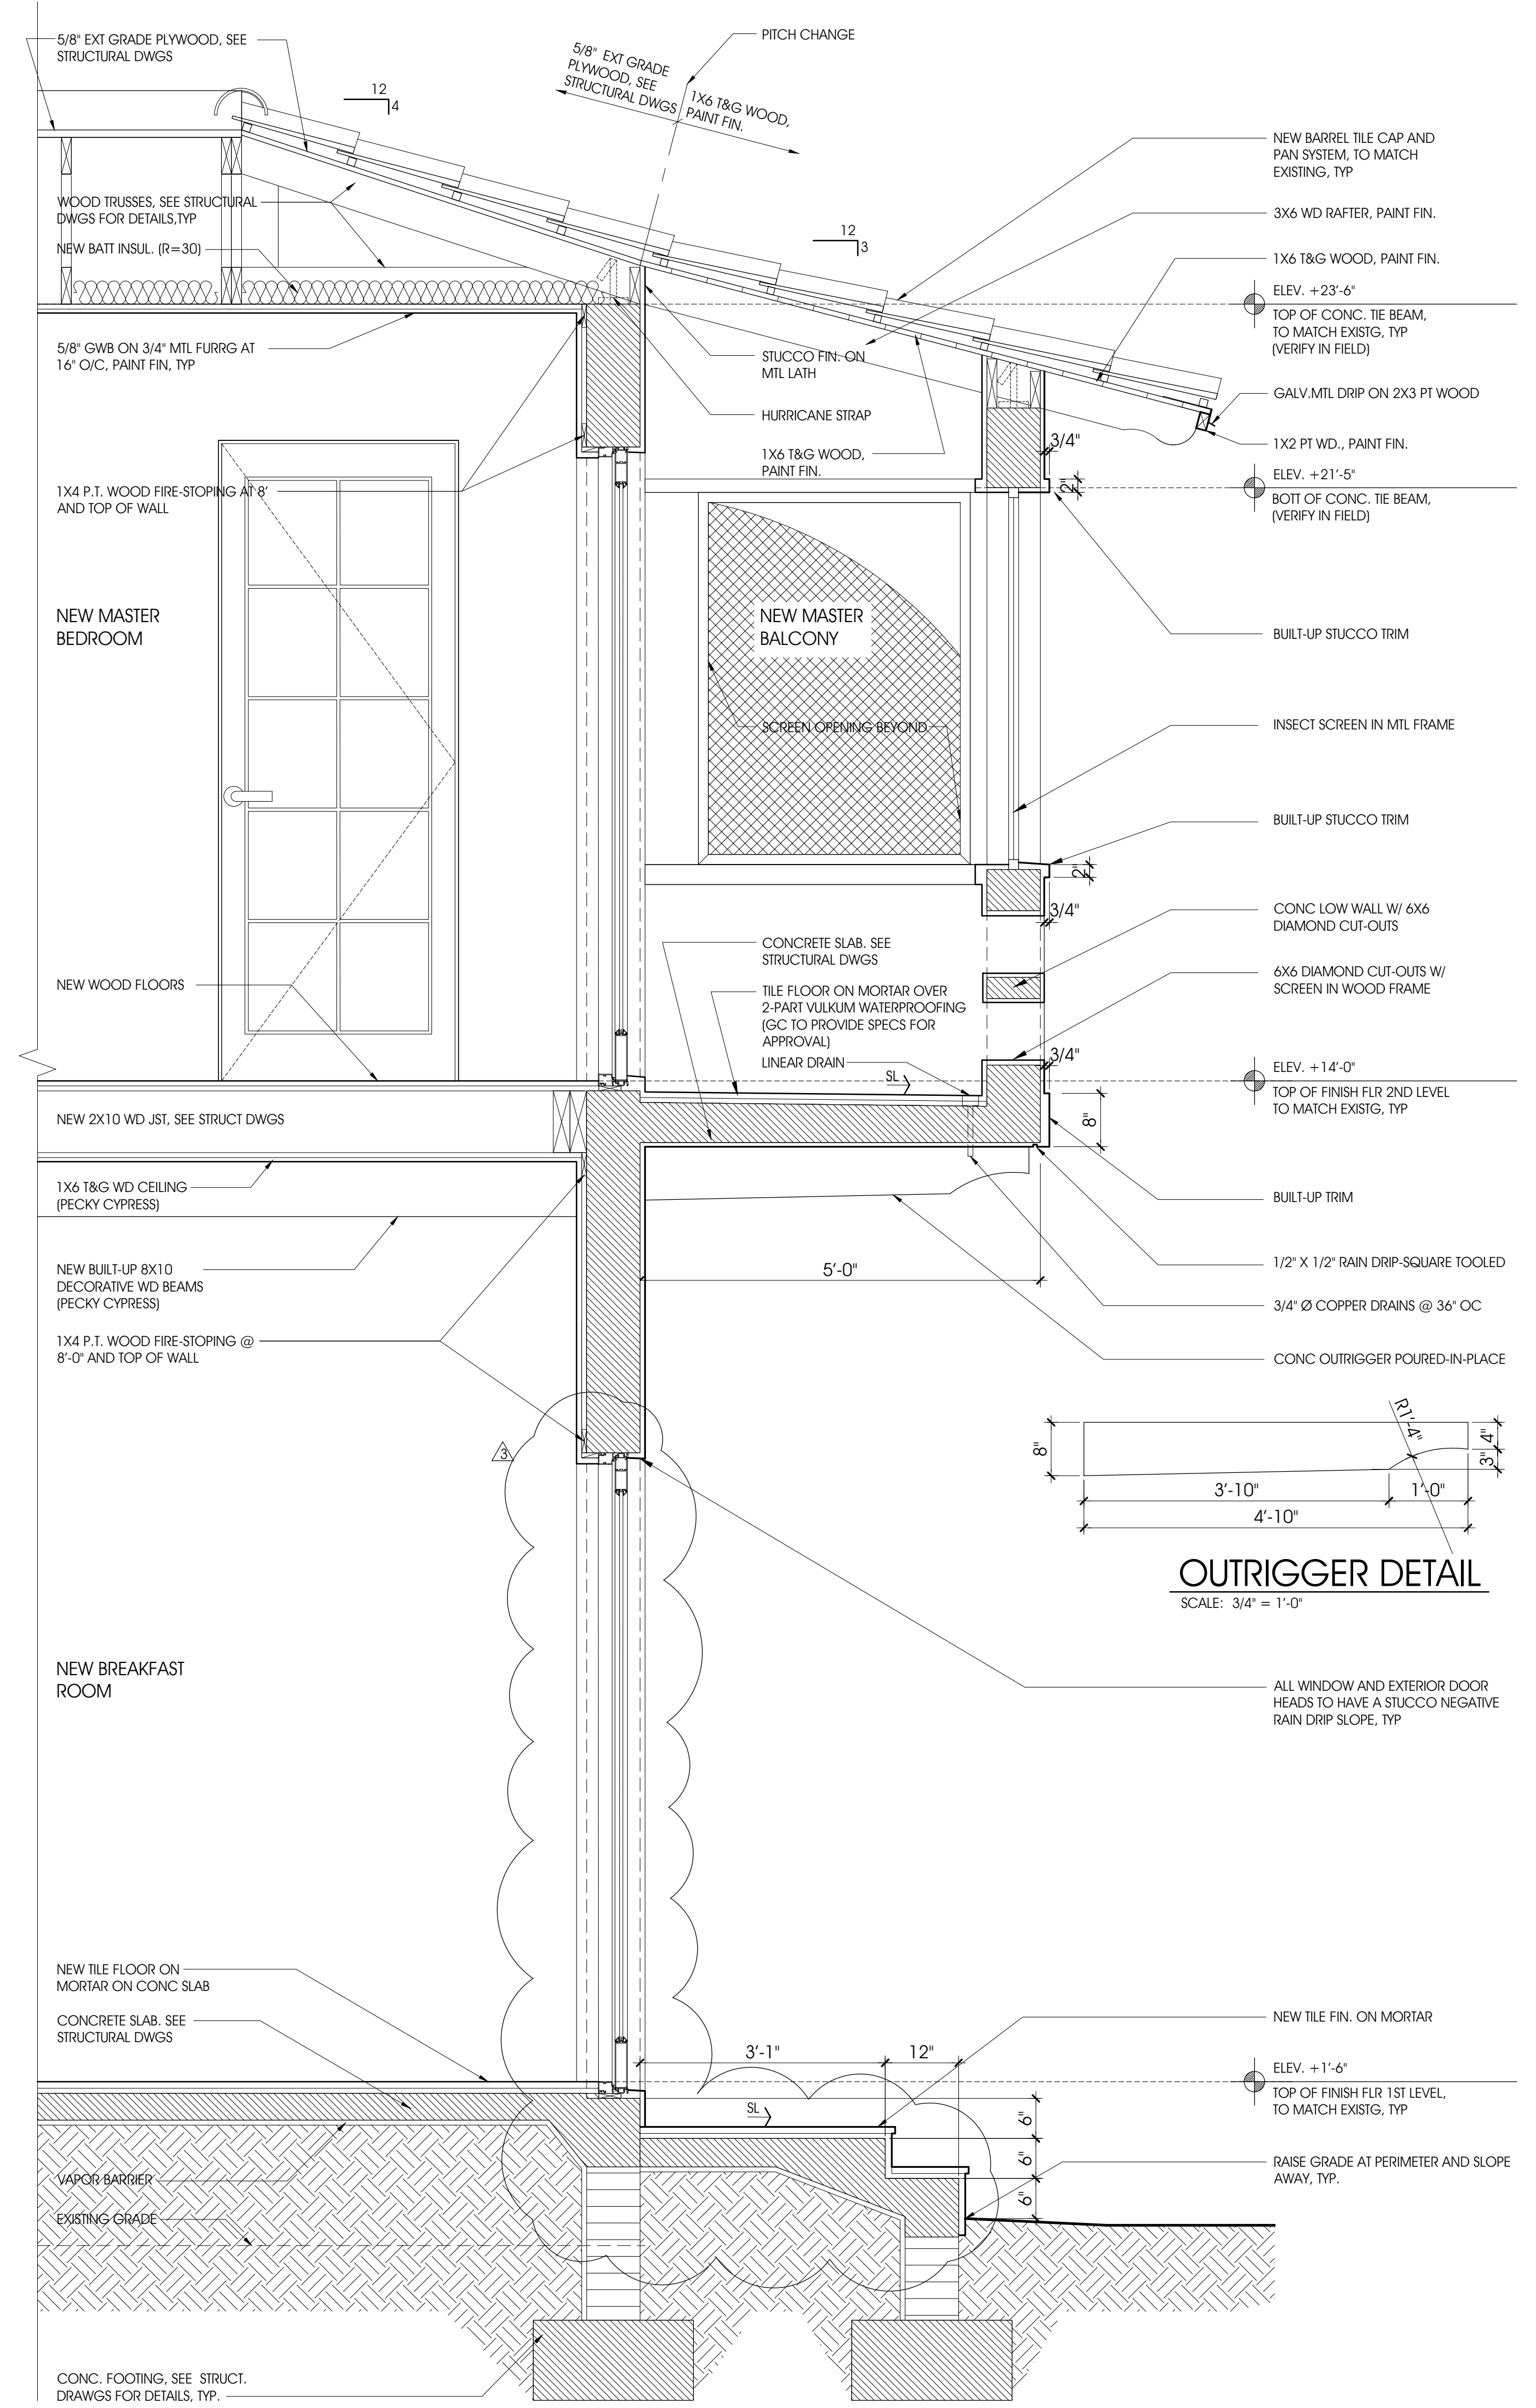 5/8" EXT GRADE PLYWOOD, SEE
STRUCTURAL DWGS
12
4
5/8" EXT GRADE
PLYWOOD, SEE
STRUCTURAL DWGS
1X6 T&G WOOD,
PAINT FIN.
PITCH CHANGE
NEW BARREL TILE CAP AND
PAN SYSTEM, TO MATCH
EXISTING, TYP
WOOD TRUSSES, SEE STRUCTURAL
DWGS FOR DETAILS,TYP
NEW BATT INSUL. (R=30)
12
3
3X6 WD RAFTER, PAINT FIN.
1X6 T&G WOOD, PAINT FIN.
ELEV. +23'-6"
TOP OF CONC. TIE BEAM,
TO MATCH EXISTG, TYP
(VERIFY IN FIELD)
5/8" GWB ON 3/4" MTL FURRG AT
16" O/C, PAINT FIN, TYP
STUCCO FIN. ON
MTL LATH
HURRICANE STRAP
1X6 T&G WOOD,
PAINT FIN.
GALV.MTL DRIP ON 2X3 PT WOOD
3/4"
1X2 PT WD., PAINT FIN.
2"
ELEV. +21'-5"
BOTT OF CONC. TIE BEAM,
(VERIFY IN FIELD)
1X4 P.T. WOOD FIRE-STOPING AT 8'
AND TOP OF WALL
NEW MASTER
BEDROOM
NEW MASTER
BALCONY
BUILT-UP STUCCO TRIM
SCREEN OPENING BEYOND
INSECT SCREEN IN MTL FRAME
BUILT-UP STUCCO TRIM
2"
3/4"
CONC LOW WALL W/ 6X6
DIAMOND CUT-OUTS
NEW WOOD FLOORS
CONCRETE SLAB. SEE
STRUCTURAL DWGS
TILE FLOOR ON MORTAR OVER
2-PART VULKUM WATERPROOFING
(GC TO PROVIDE SPECS FOR
APPROVAL)
LINEAR DRAIN
SL
6X6 DIAMOND CUT-OUTS W/
SCREEN IN WOOD FRAME
3/4"
ELEV. +14'-0"
TOP OF FINISH FLR 2ND LEVEL
TO MATCH EXISTG, TYP
8"
NEW 2X10 WD JST, SEE STRUCT DWGS
1X6 T&G WD CEILING
(PECKY CYPRESS)
BUILT-UP TRIM
NEW BUILT-UP 8X10
DECORATIVE WD BEAMS
(PECKY CYPRESS)
5'-0"
1/2" X 1/2" RAIN DRIP-SQUARE TOOLED
3/4" Ø COPPER DRAINS @ 36" OC
1X4 P.T. WOOD FIRE-STOPING @
8'-0" AND TOP OF WALL
CONC OUTRIGGER POURED-IN-PLACE
3
8"
R1'-4"
4"
3"
3'-10"
1'-0"
4'-10"
OUTRIGGER DETAIL
SCALE: 3/4" = 1'-0"
NEW BREAKFAST
ROOM
ALL WINDOW AND EXTERIOR DOOR
HEADS TO HAVE A STUCCO NEGATIVE
RAIN DRIP SLOPE, TYP
NEW TILE FLOOR ON
MORTAR ON CONC SLAB
CONCRETE SLAB. SEE
STRUCTURAL DWGS
3'-1"
12"
NEW TILE FIN. ON MORTAR
ELEV. +1'-6"
TOP OF FINISH FLR 1ST LEVEL,
TO MATCH EXISTG, TYP
SL
6"
6"
6"
VAPOR BARRIER
EXISTING GRADE
RAISE GRADE AT PERIMETER AND SLOPE
AWAY, TYP.
CONC. FOOTING, SEE STRUCT.
DRAWGS FOR DETAILS, TYP.